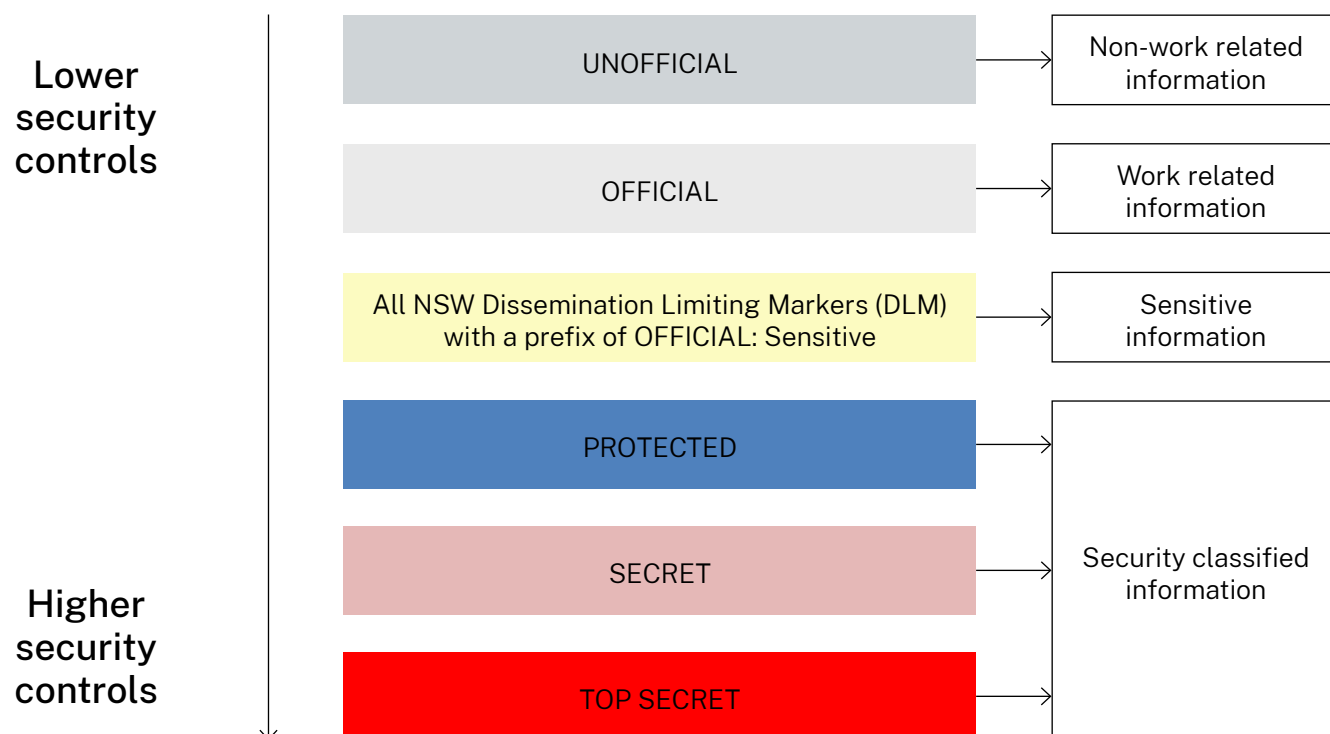 Lower
security
controls
UNOFFICIAL
Non-work related
information
OFFICIAL
Work related
information
All NSW Dissemination Limiting Markers (DLM)
with a prefix of OFFICIAL: Sensitive
Sensitive
information
PROTECTED
SECRET
Security classified
information
Higher
security
controls
TOP SECRET